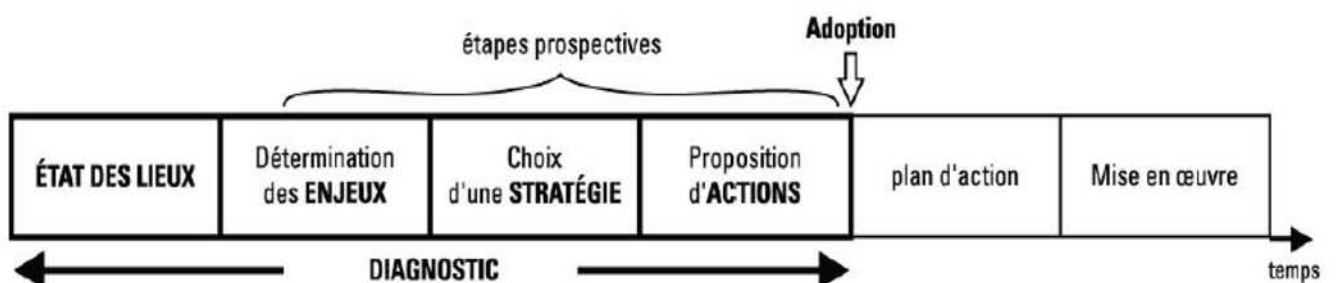 Adoption
étapes prospectives
ÉTAT DES LIEUX
Détermination
des ENJEUX
Choix
d'une STRATÉGIE
Proposition
d'ACTIONS
plan d'action
Mise en œuvre
DIAGNOSTIC
temps